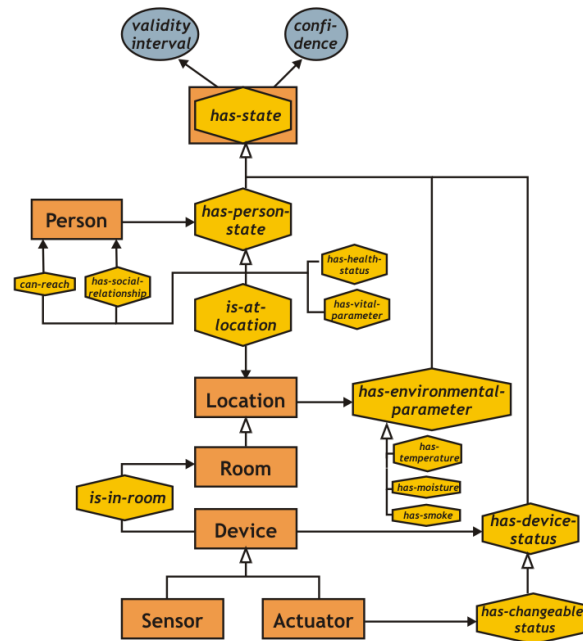 validity
interval
confi-
dence
has-state
Person
has-person-
state
can-reach
has-social-
relationship
has-health-
status
has-vital-
parameter
is-at-
location
Location
has-environmental-
parameter
has-
temperature
has-moisture
has-smoke
Room
is-in-room
Device
has-device-
status
Sensor
Actuator
has-changeable
status